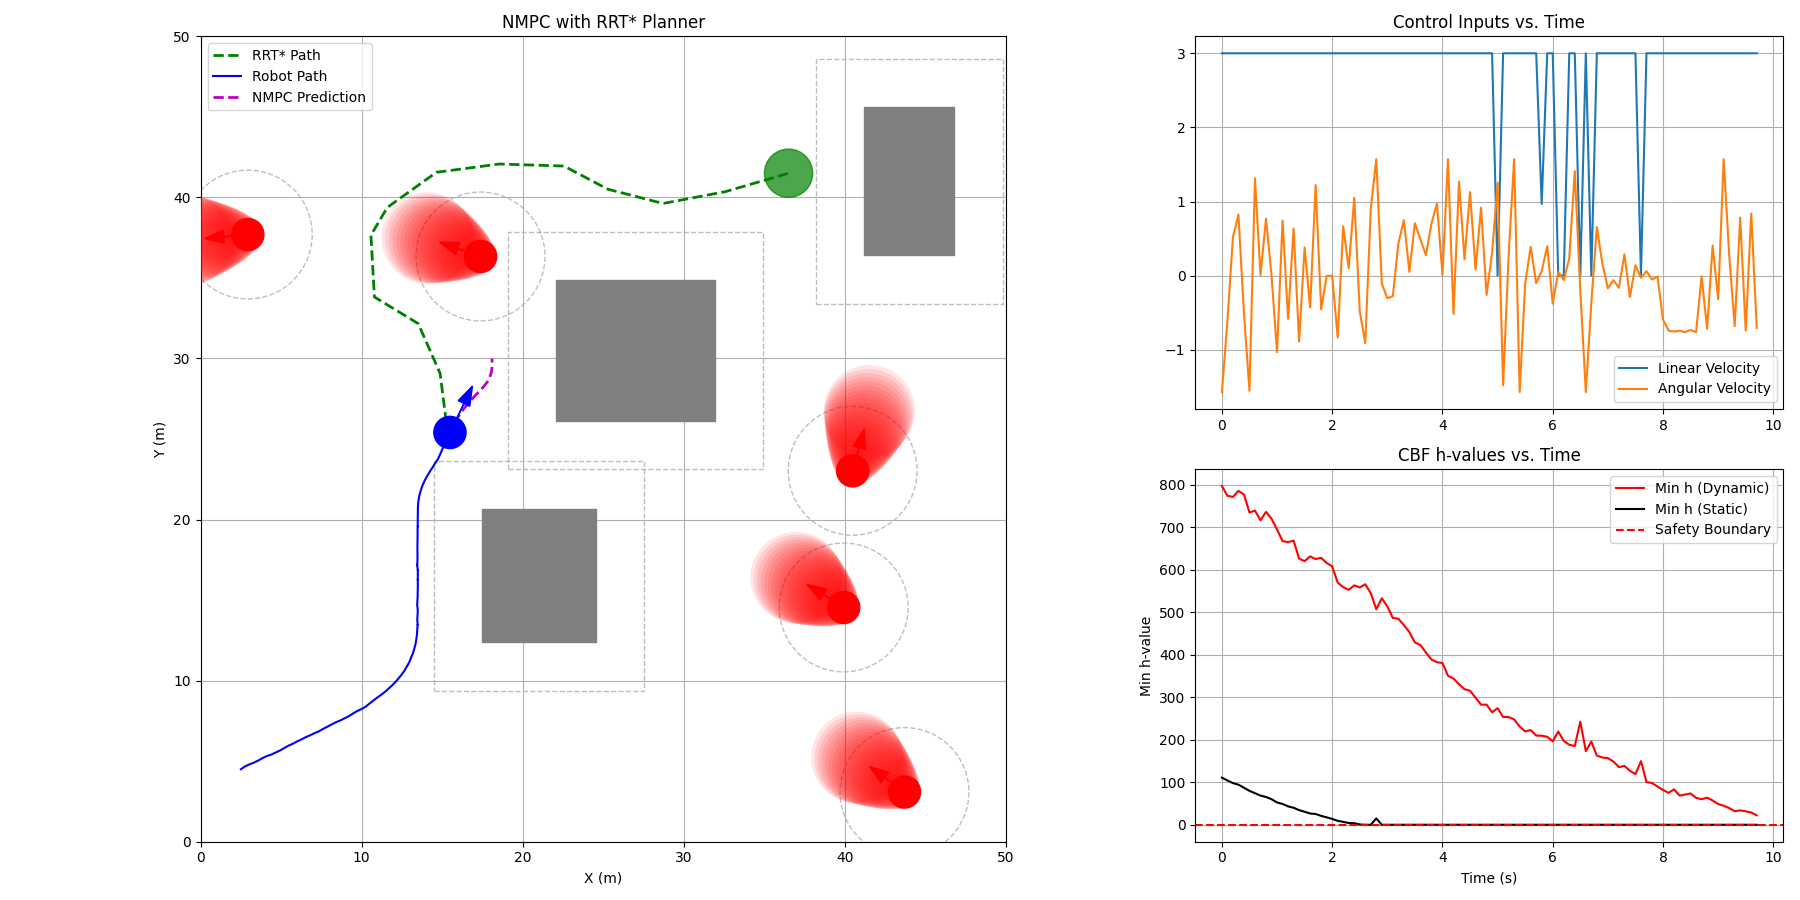 NMPC with RRT* Planner
RRT* Path
Robot Path
NMPC Prediction
50
40
30
20
10
0
Y (m)
0 10 20 30 40 50
X (m)
Control Inputs vs. Time
3
2
1
0
−1
Linear Velocity
Angular Velocity
0 2 4 6 8 10
CBF h-values vs. Time
Min h (Dynamic)
Min h (Static)
Safety Boundary
800
700
600
500
400
300
200
100
0
Min h-value
0 2 4 6 8 10
Time (s)